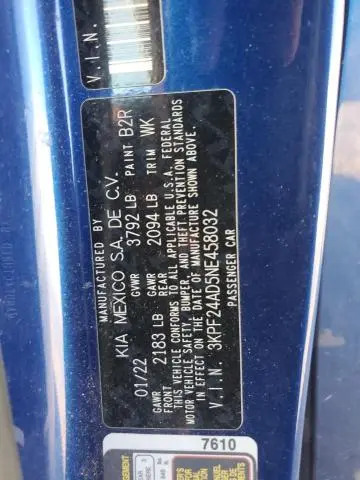 V.I.N.
MANUFACTURED BY
KIA MEXICO S.A. DE C.V.
01/22 GVWR 3792 LB PAINT B2R
GAWR FRONT 2183 LB GAWR REAR 2094 LB TRIM WK
THIS VEHICLE CONFORMS TO ALL APPLICABLE U.S.A. FEDERAL
MOTOR VEHICLE SAFETY, BUMPER, AND THEFT PREVENTION STANDARDS
IN EFFECT ON THE DATE OF MANUFACTURE SHOWN ABOVE.
V.I.N. 3KPF24AD5NE458032
PASSENGER CAR
7610